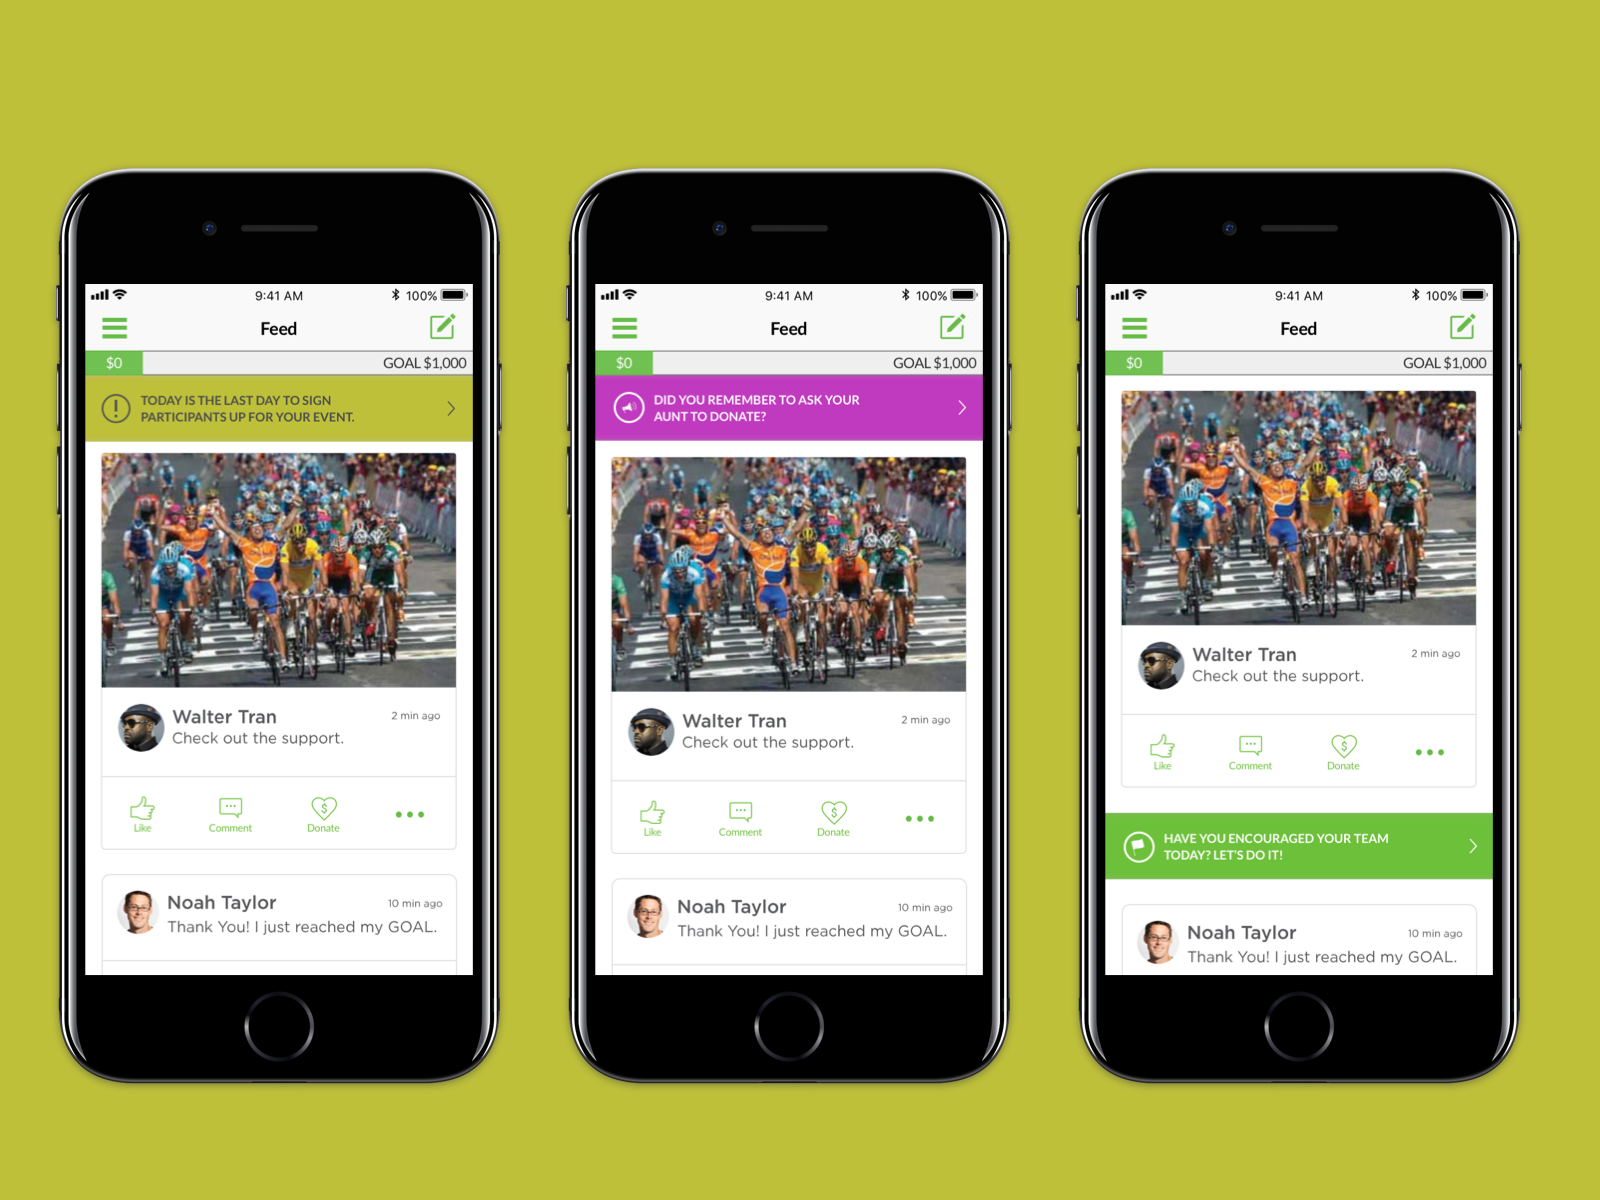 9:41 AM
100%
Feed
$0
GOAL $1,000
TODAY IS THE LAST DAY TO SIGN
PARTICIPANTS UP FOR YOUR EVENT.
Walter Tran
2 min ago
Check out the support.
Like
Comment
Donate
Noah Taylor
10 min ago
Thank You! I just reached my GOAL.
9:41 AM
100%
Feed
$0
GOAL $1,000
DID YOU REMEMBER TO ASK YOUR
AUNT TO DONATE?
Walter Tran
2 min ago
Check out the support.
Like
Comment
Donate
Noah Taylor
10 min ago
Thank You! I just reached my GOAL.
9:41 AM
100%
Feed
$0
GOAL $1,000
Walter Tran
2 min ago
Check out the support.
Like
Comment
Donate
HAVE YOU ENCOURAGED YOUR TEAM
TODAY? LET'S DO IT!
Noah Taylor
10 min ago
Thank You! I just reached my GOAL.